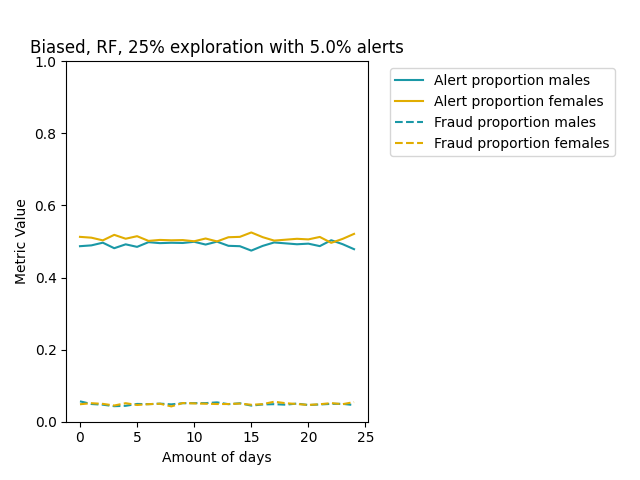 Biased, RF, 25% exploration with 5.0% alerts
Alert proportion males
Alert proportion females
Fraud proportion males
Fraud proportion females
Metric Value
1.0
0.8
0.6
0.4
0.2
0.0
0 5 10 15 20 25
Amount of days